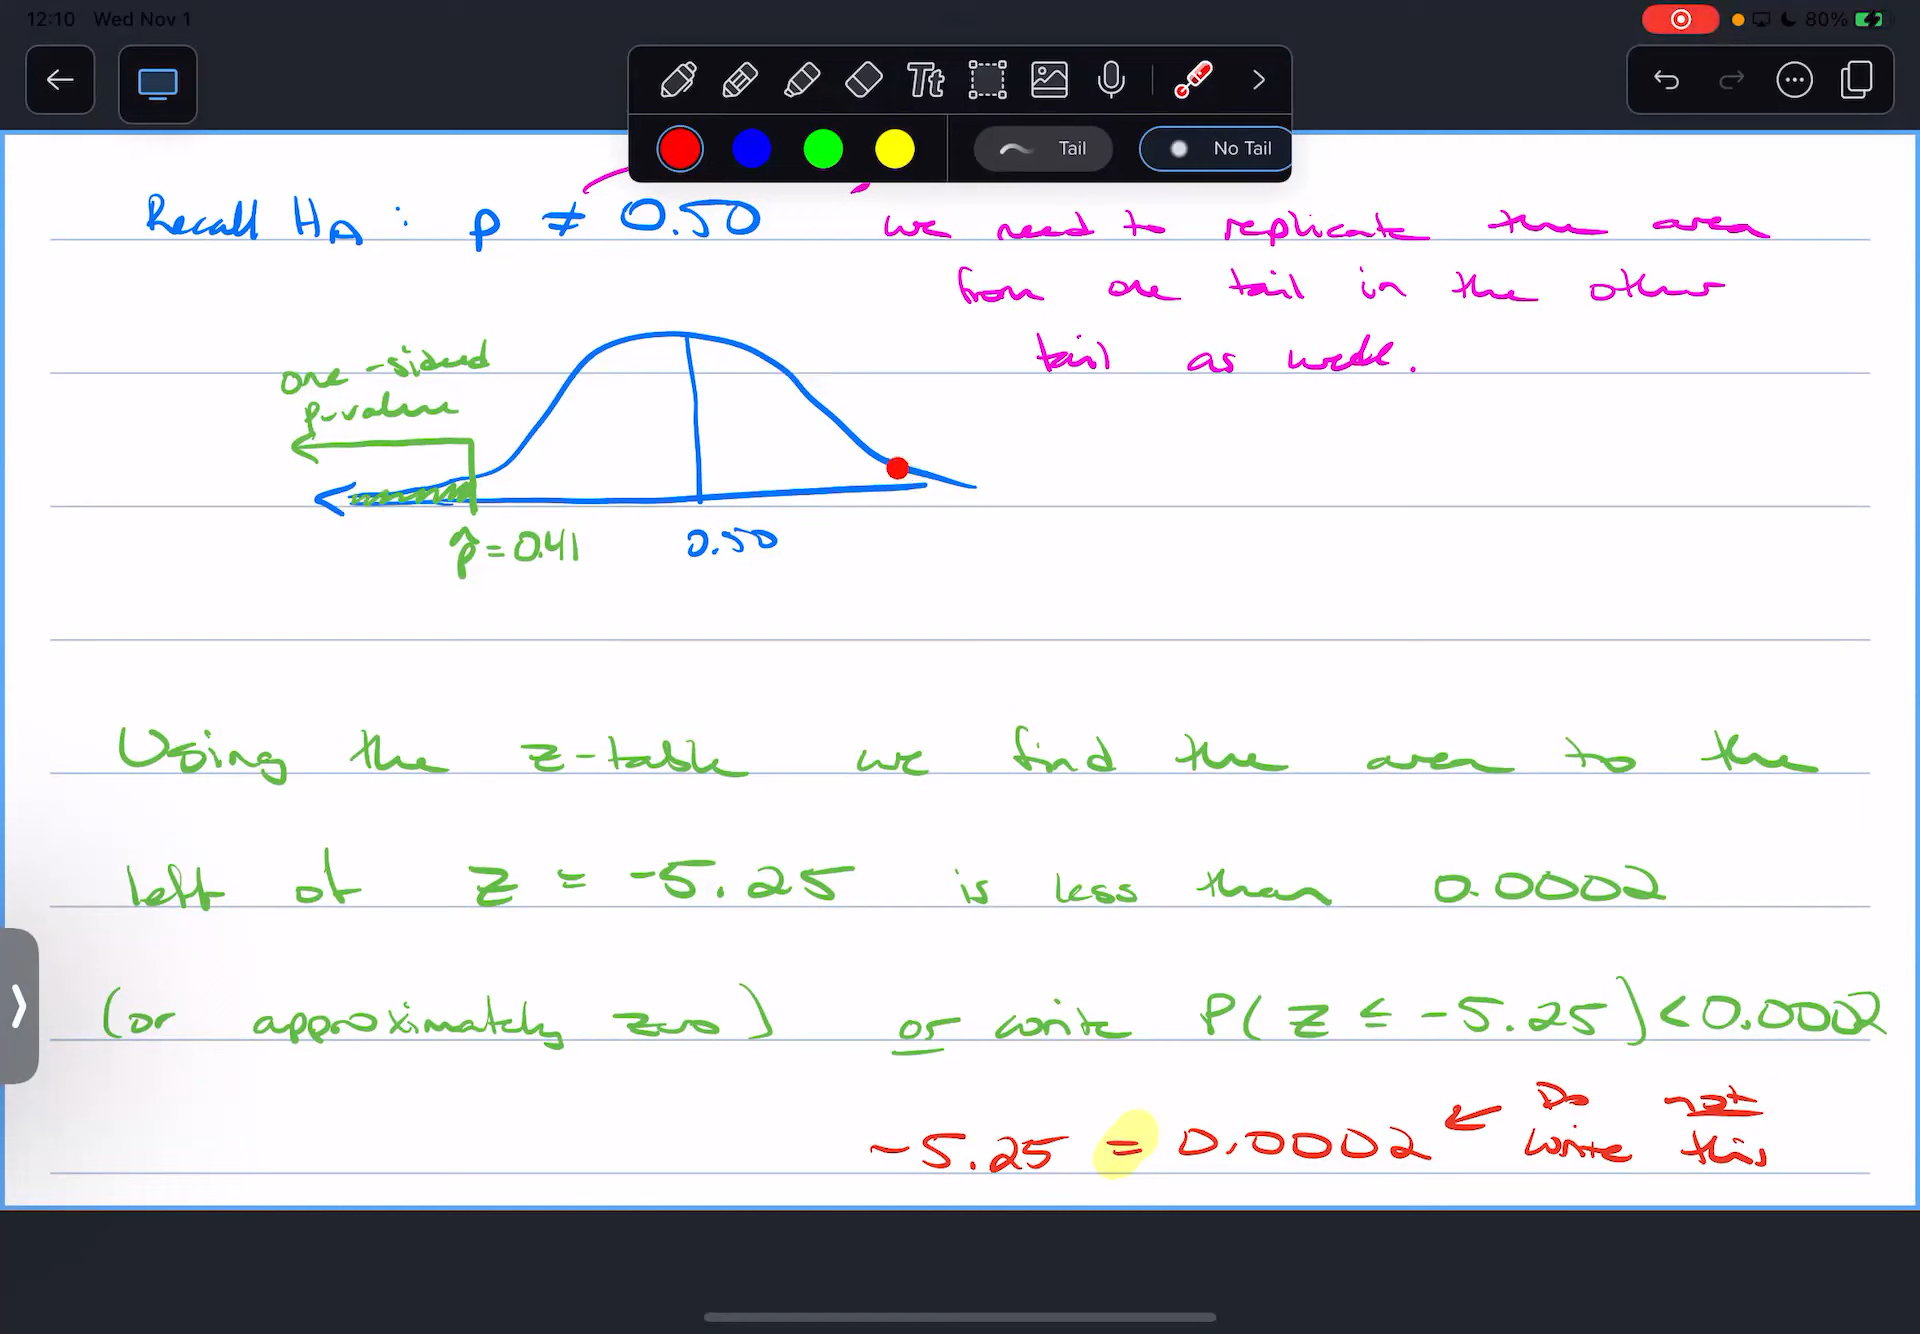 12:10 Wed Nov 1
80%
Tt
Tail
No Tail
Recall HA : p ≠ 0.50
we need to replicate the area
from one tail in the other
tail as well.
one-sided
p-value
p̂ = 0.41
0.50
Using the z-table we find the area to the
left of Z = -5.25 is less than 0.0002
(or approximately zero) or write P(Z ≤ -5.25) < 0.0002
-5.25 = 0.0002 ← Do not
write this